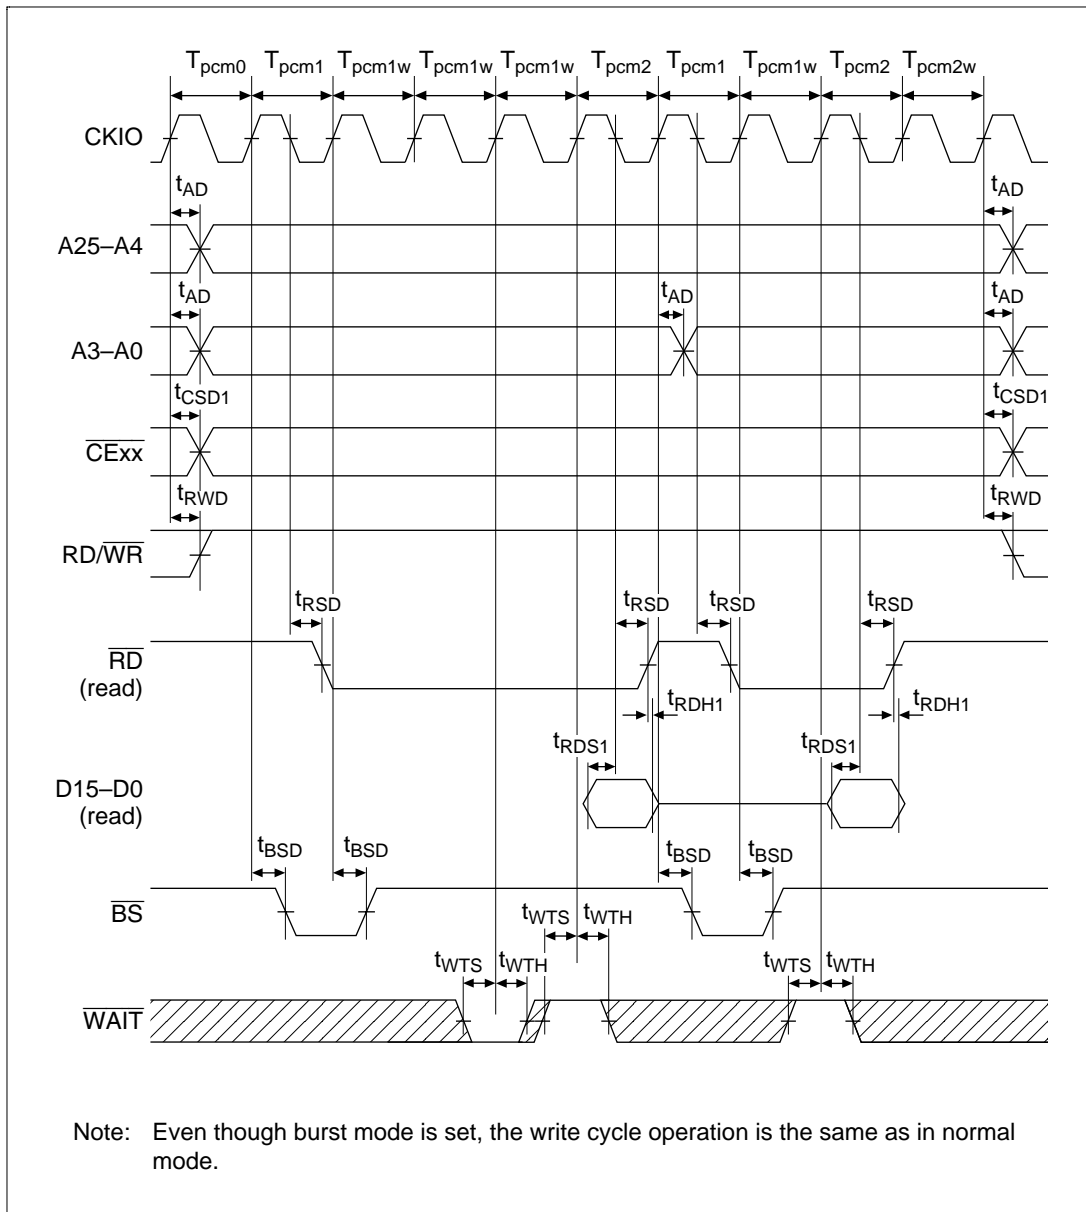 Tpcm0 Tpcm1 Tpcm1w Tpcm1w Tpcm1w Tpcm2 Tpcm1 Tpcm1w Tpcm2 Tpcm2w
CKIO
tAD tAD
A25–A4
tAD tAD tAD
A3–A0
tCSD1 tCSD1
CExx
tRWD tRWD
RD/WR
tRSD tRSD tRSD tRSD
RD
(read)
tRDH1 tRDH1
tRDS1 tRDS1
D15–D0
(read)
tBSD tBSD tBSD tBSD
BS
tWTS tWTH
tWTS tWTH tWTS tWTH
WAIT
Note: Even though burst mode is set, the write cycle operation is the same as in normal
mode.